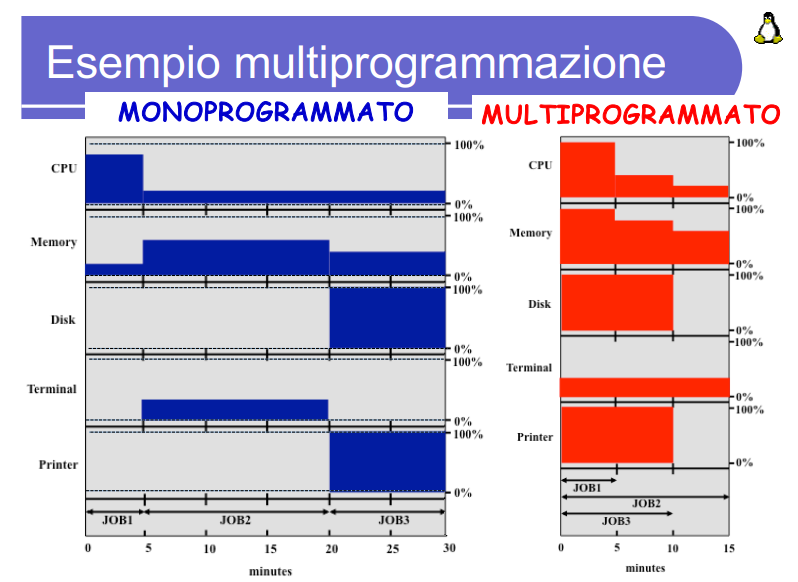 Esempio multiprogrammazione
MONOPROGRAMMATO
CPU
100%
0%
Memory
100%
0%
Disk
100%
0%
Terminal
100%
0%
Printer
100%
0%
JOB1 JOB2 JOB3
0 5 10 15 20 25 30
minutes
MULTIPROGRAMMATO
CPU
100%
0%
Memory
100%
0%
Disk
100%
0%
Terminal
100%
0%
Printer
100%
0%
JOB1
JOB2
JOB3
0 5 10 15
minutes